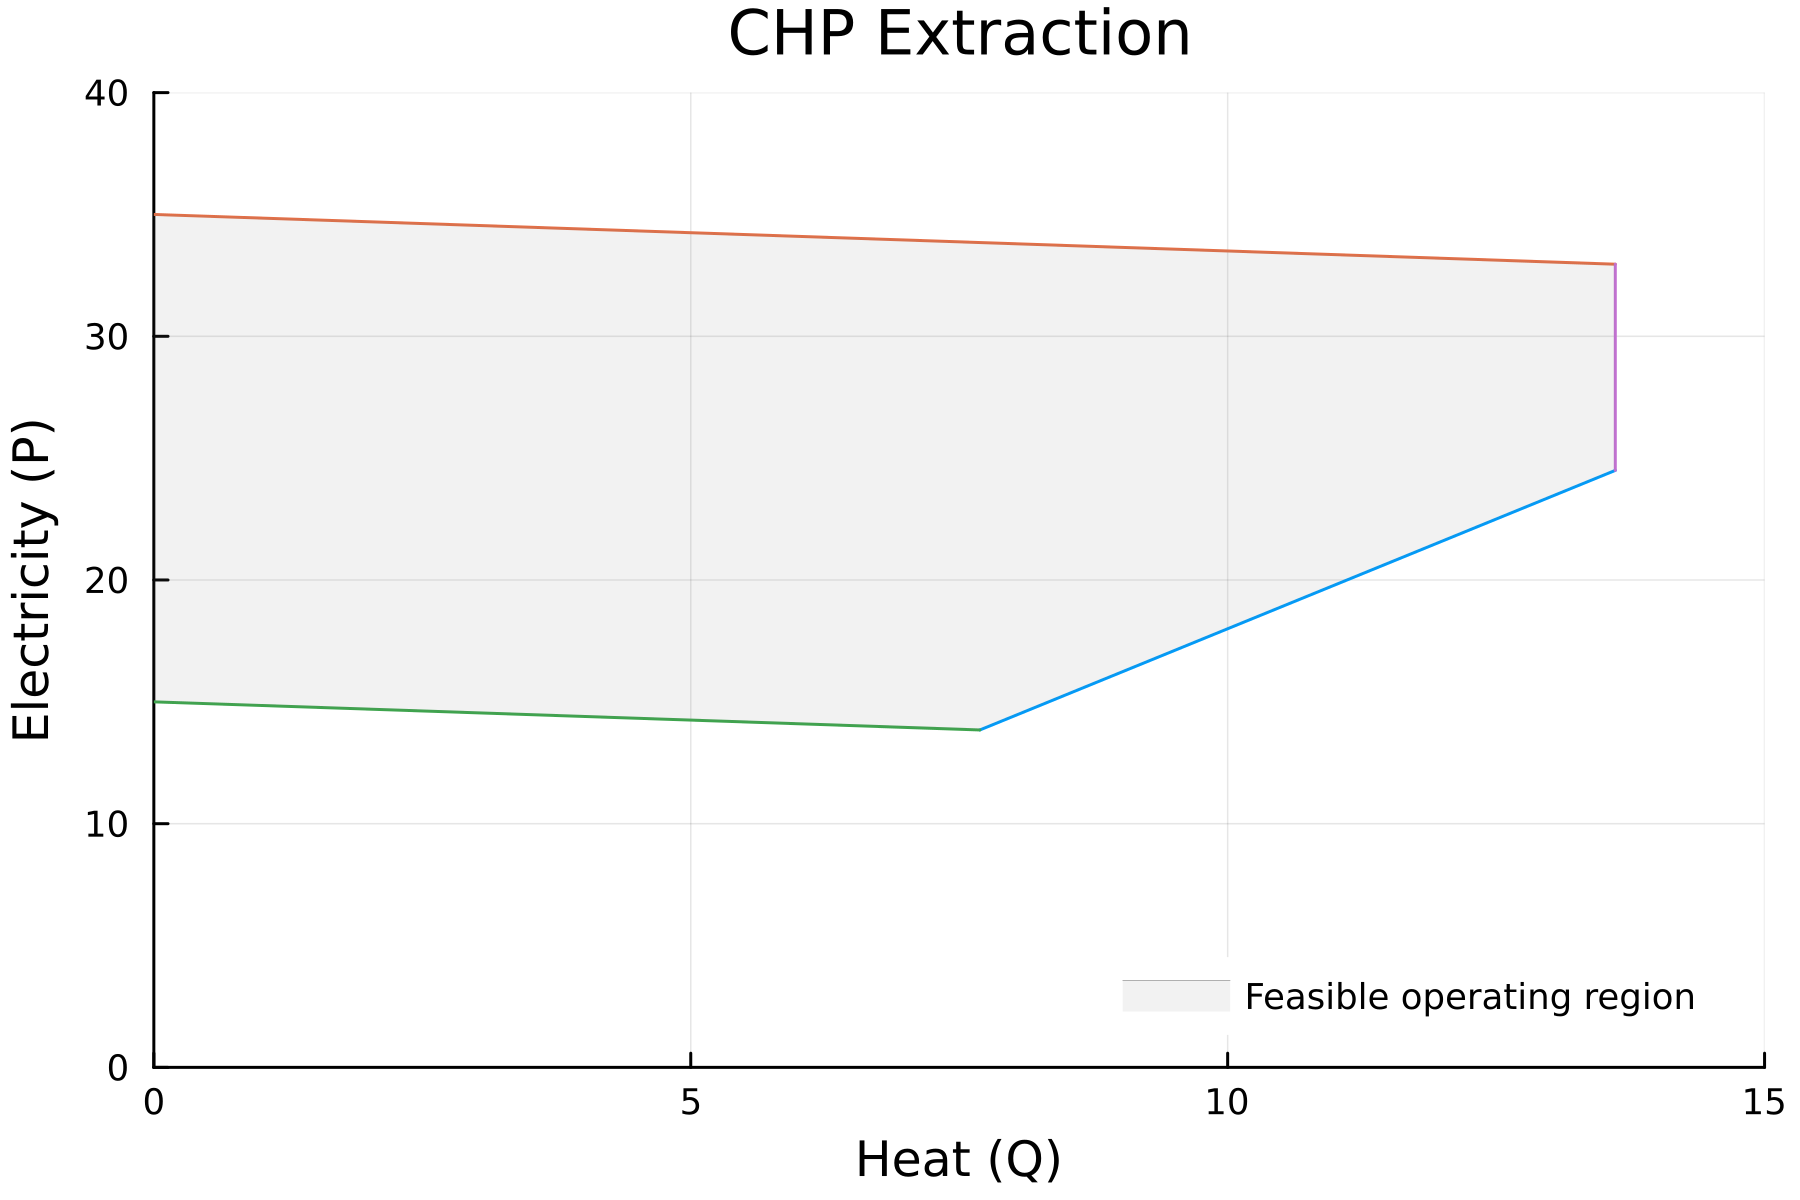 CHP Extraction
40
30
20
10
0
Electricity (P)
Feasible operating region
0 5 10 15
Heat (Q)